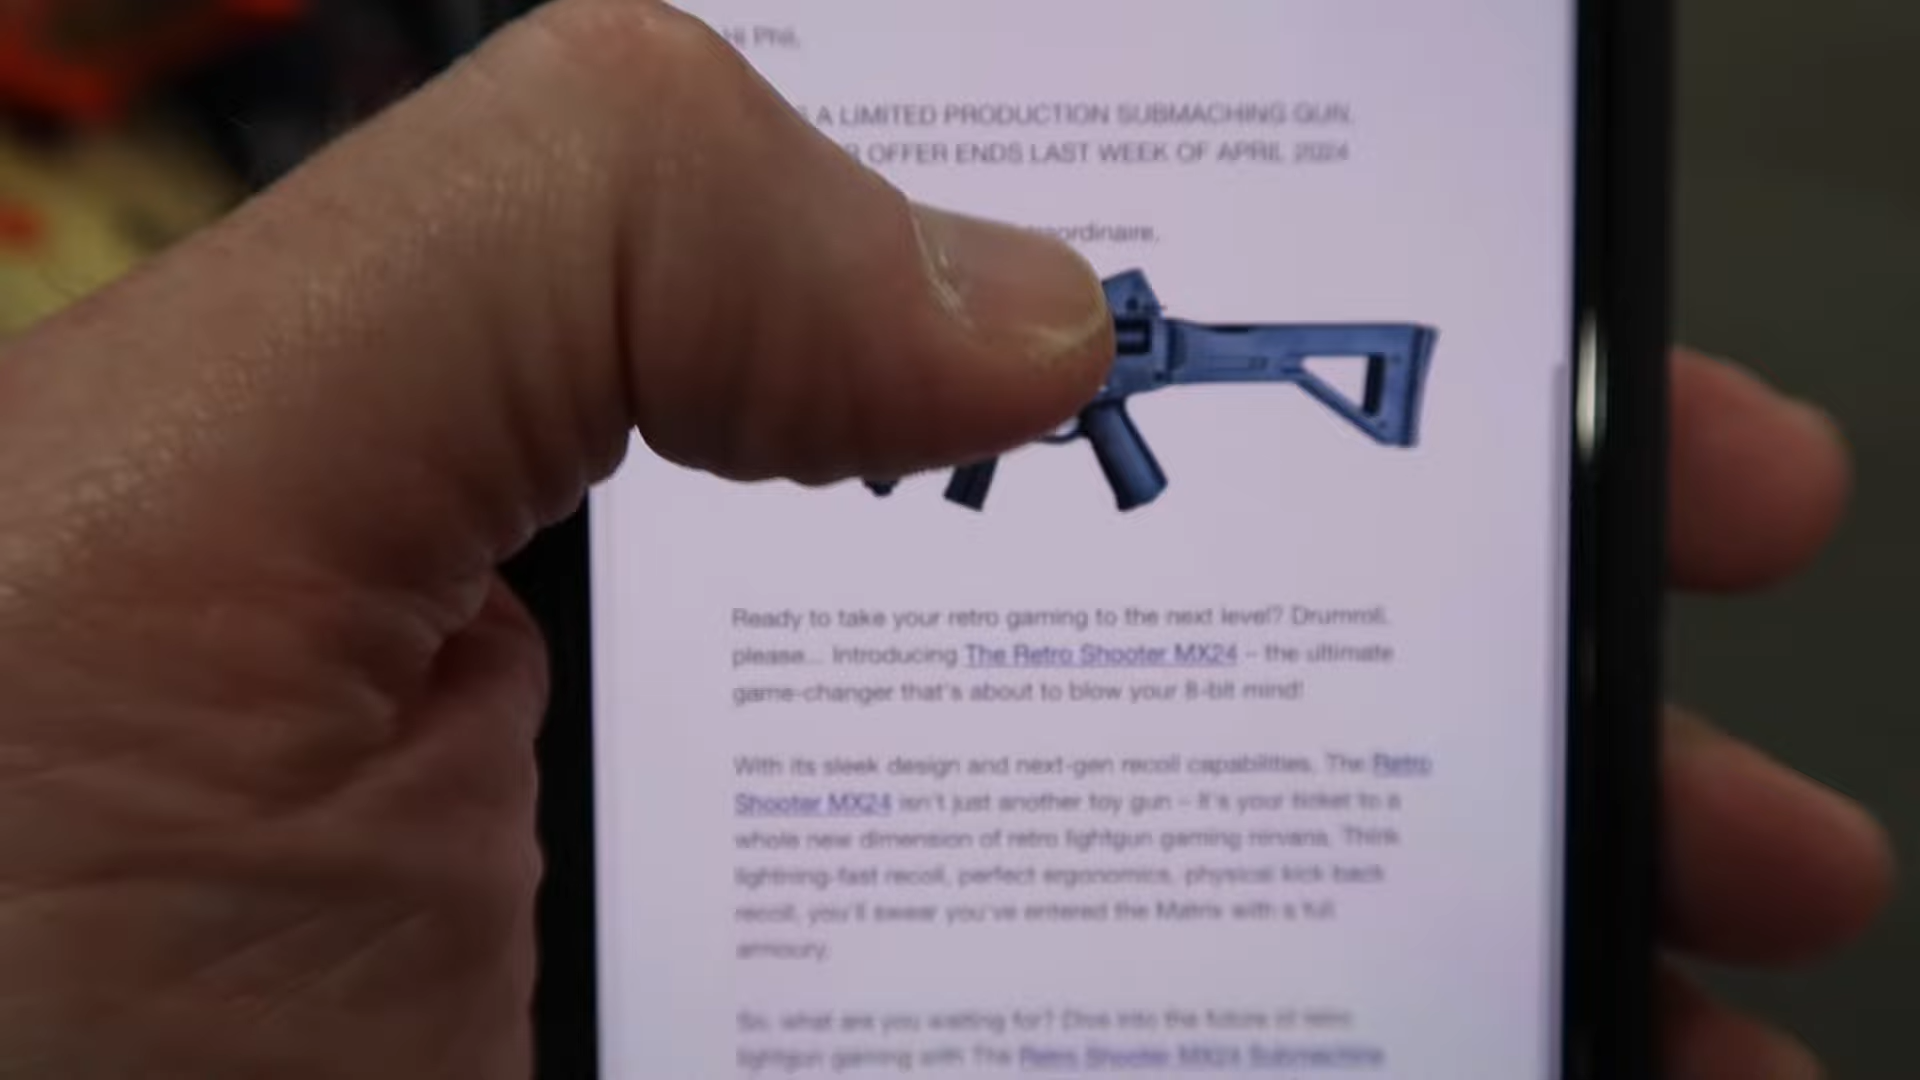 Hi Phil,
A LIMITED PRODUCTION SUBMACHING GUN.
OFFER ENDS LAST WEEK OF APRIL 2024
ordinaire,
Ready to take your retro gaming to the next level? Drumroll,
please... Introducing The Retro Shooter MX24 – the ultimate
game-changer that's about to blow your 8-bit mind!
With its sleek design and next-gen recoil capabilities, The Retro
Shooter MX24 isn't just another toy gun – it's your ticket to a
whole new dimension of retro lightgun gaming nirvana. Think
lightning-fast recoil, perfect ergonomics, physical kick back
recoil, you'll swear you've entered the Matrix with a full
armoury.
So, what are you waiting for? Dive into the future of retro
lightgun gaming with The Retro Shooter MX24 Submachine